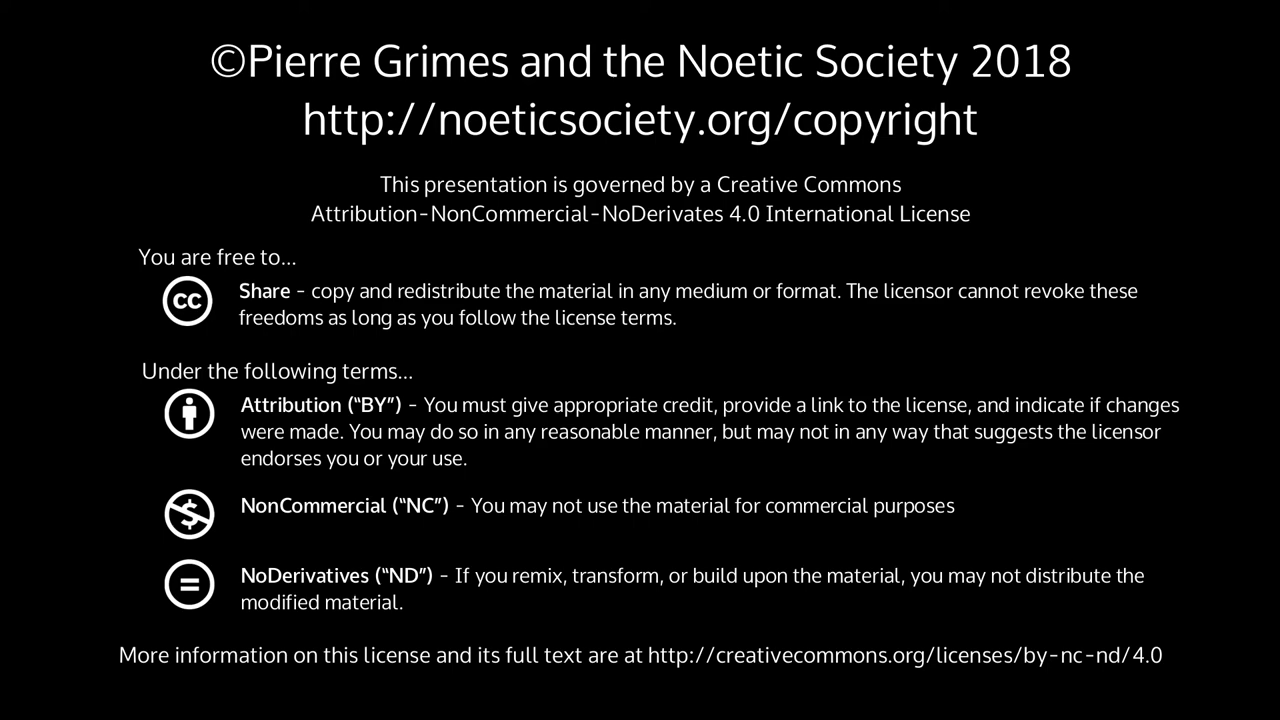 ©Pierre Grimes and the Noetic Society 2018
http://noeticsociety.org/copyright
This presentation is governed by a Creative Commons
Attribution-NonCommercial-NoDerivates 4.0 International License
You are free to...
cc
Share - copy and redistribute the material in any medium or format. The licensor cannot revoke these
freedoms as long as you follow the license terms.
Under the following terms...
Attribution (“BY”) - You must give appropriate credit, provide a link to the license, and indicate if changes
were made. You may do so in any reasonable manner, but may not in any way that suggests the licensor
endorses you or your use.
$
NonCommercial (“NC”) - You may not use the material for commercial purposes
=
NoDerivatives (“ND”) - If you remix, transform, or build upon the material, you may not distribute the
modified material.
More information on this license and its full text are at http://creativecommons.org/licenses/by-nc-nd/4.0